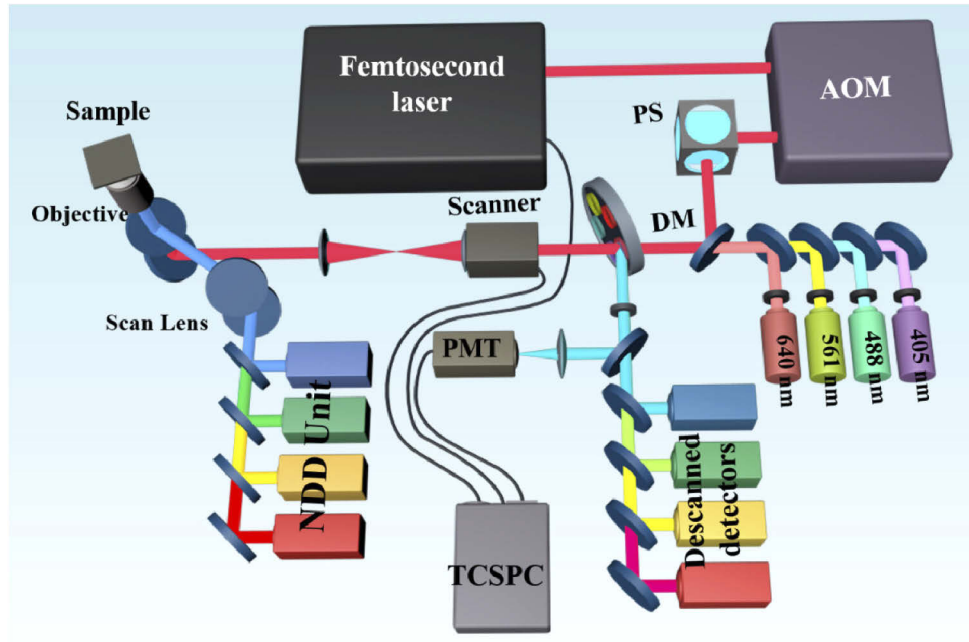 Femtosecond
laser
AOM
Sample
PS
Objective
Scanner
DM
Scan Lens
PMT
640 nm
561 nm
488 nm
405 nm
NDD Unit
Descanned
detectors
TCSPC